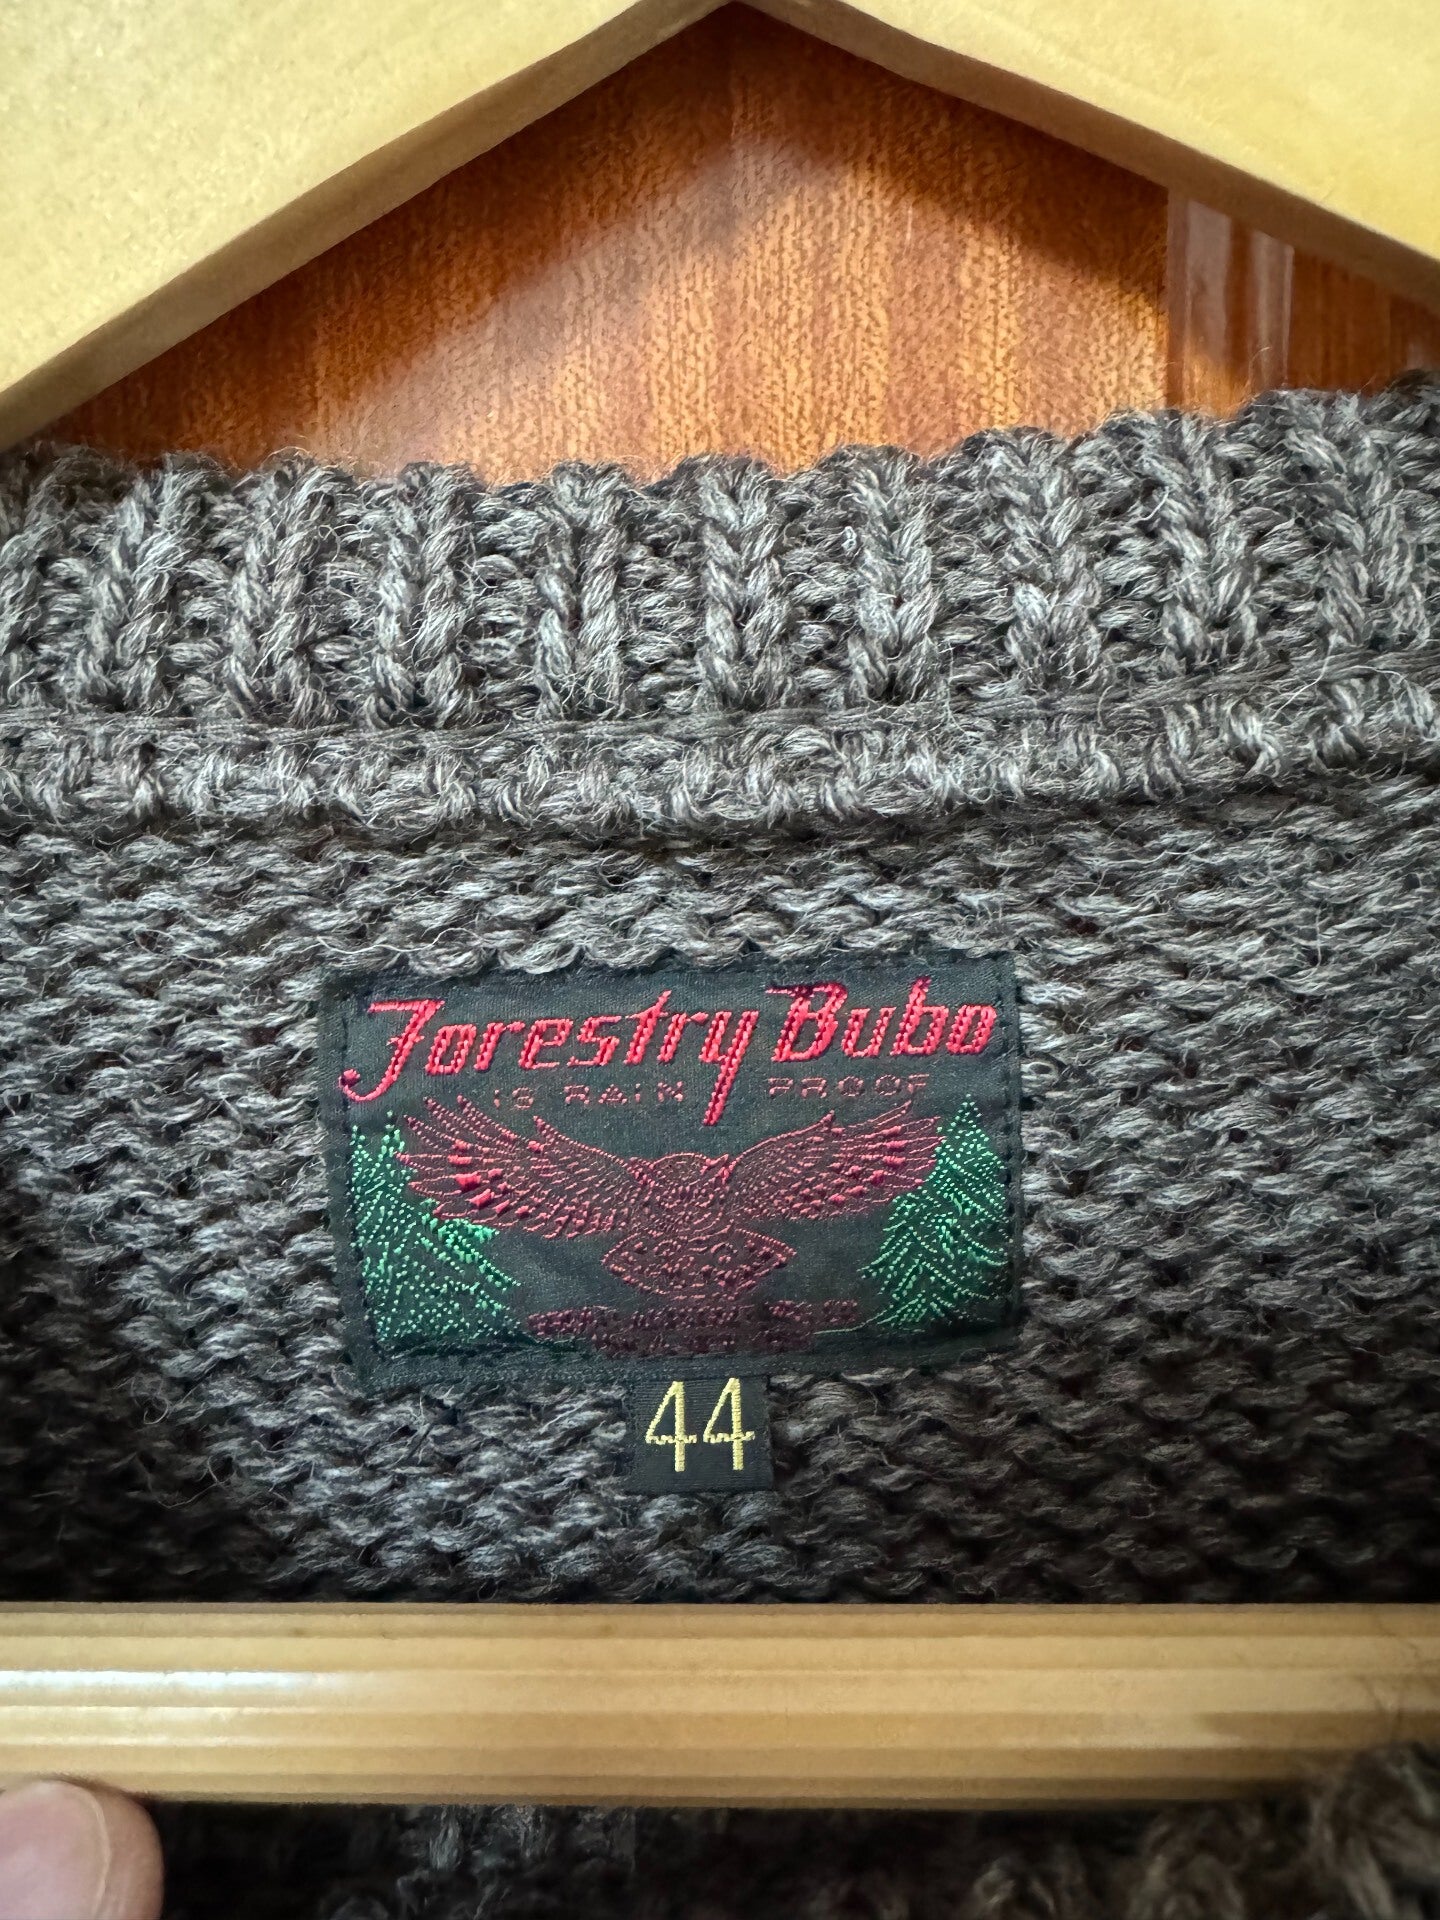 Forestry Bubo
IS RAIN PROOF
44